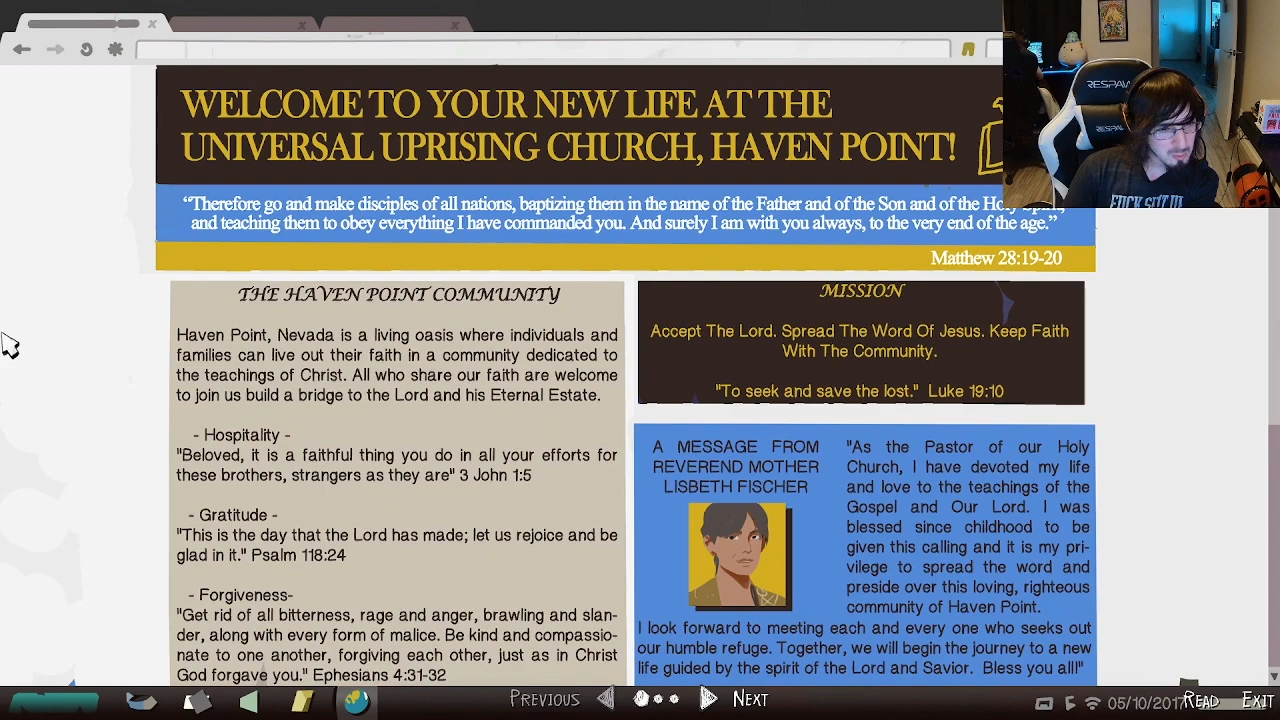 WELCOME TO YOUR NEW LIFE AT THE
UNIVERSAL UPRISING CHURCH, HAVEN POINT!
“Therefore go and make disciples of all nations, baptizing them in the name of the Father and of the Son and of the Holy Spirit,
and teaching them to obey everything I have commanded you. And surely I am with you always, to the very end of the age.”
Matthew 28:19-20
THE HAVEN POINT COMMUNITY
Haven Point, Nevada is a living oasis where individuals and
families can live out their faith in a community dedicated to
the teachings of Christ. All who share our faith are welcome
to join us build a bridge to the Lord and his Eternal Estate.
- Hospitality -
"Beloved, it is a faithful thing you do in all your efforts for
these brothers, strangers as they are" 3 John 1:5
- Gratitude -
"This is the day that the Lord has made; let us rejoice and be
glad in it." Psalm 118:24
- Forgiveness-
"Get rid of all bitterness, rage and anger, brawling and slan-
der, along with every form of malice. Be kind and compassio-
nate to one another, forgiving each other, just as in Christ
God forgave you." Ephesians 4:31-32
MISSION
Accept The Lord. Spread The Word Of Jesus. Keep Faith
With The Community.
"To seek and save the lost." Luke 19:10
A MESSAGE FROM
REVEREND MOTHER
LISBETH FISCHER
"As the Pastor of our Holy
Church, I have devoted my life
and love to the teachings of the
Gospel and Our Lord. I was
blessed since childhood to be
given this calling and it is my pri-
vilege to spread the word and
preside over this loving, righteous
community of Haven Point.
I look forward to meeting each and every one who seeks out
our humble refuge. Together, we will begin the journey to a new
life guided by the spirit of the Lord and Savior. Bless you all!"
RESPAW
RESPA
PREVIOUS
NEXT
05/10/2017
READ
EXIT